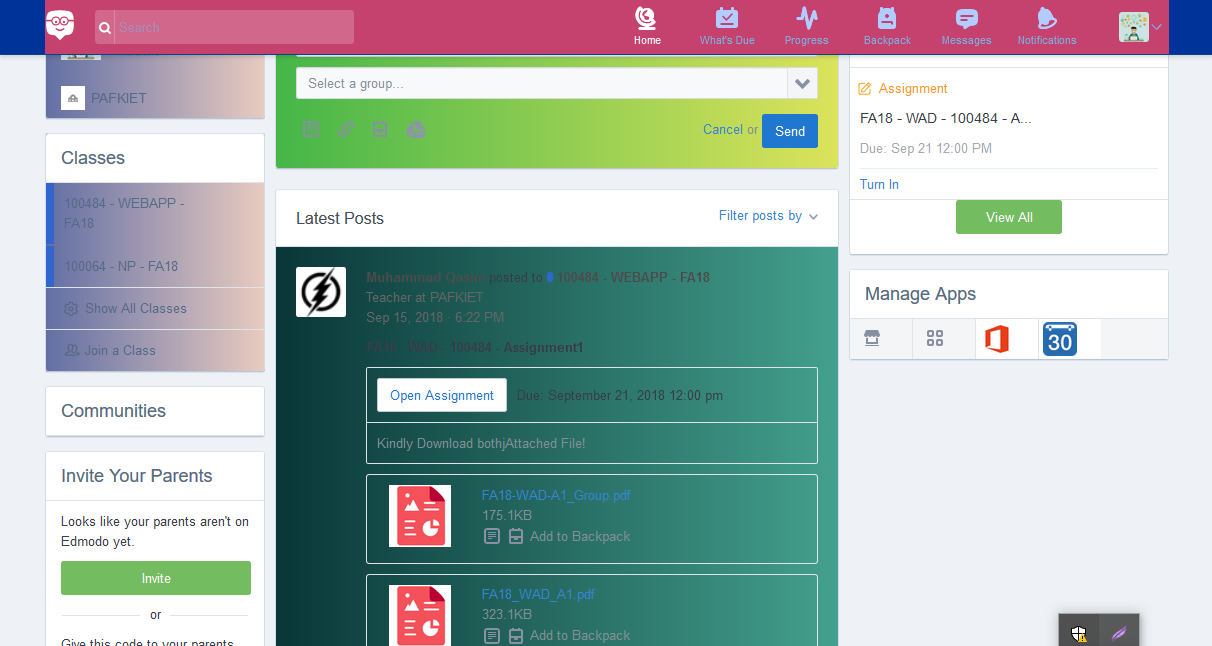 Search
Home
What's Due
Progress
Backpack
Messages
Notifications
PAFKIET
Classes
100484 - WEBAPP -
FA18
100064 - NP - FA18
Show All Classes
Join a Class
Communities
Invite Your Parents
Looks like your parents aren't on
Edmodo yet.
Invite
or
Give this code to your parents
Select a group...
Cancel or Send
Latest Posts
Filter posts by
Muhammad posted to 100484 - WEBAPP - FA18
Teacher at PAFKIET
Sep 15, 2018 · 6:22 PM
FA18 - WAD - 100484 - Assignment1
Open Assignment Due: September 21, 2018 12:00 pm
Kindly Download bothjAttached File!
FA18-WAD-A1_Group.pdf
175.1KB
Add to Backpack
FA18_WAD_A1.pdf
323.1KB
Add to Backpack
Assignment
FA18 - WAD - 100484 - A...
Due: Sep 21 12:00 PM
Turn In
View All
Manage Apps
30